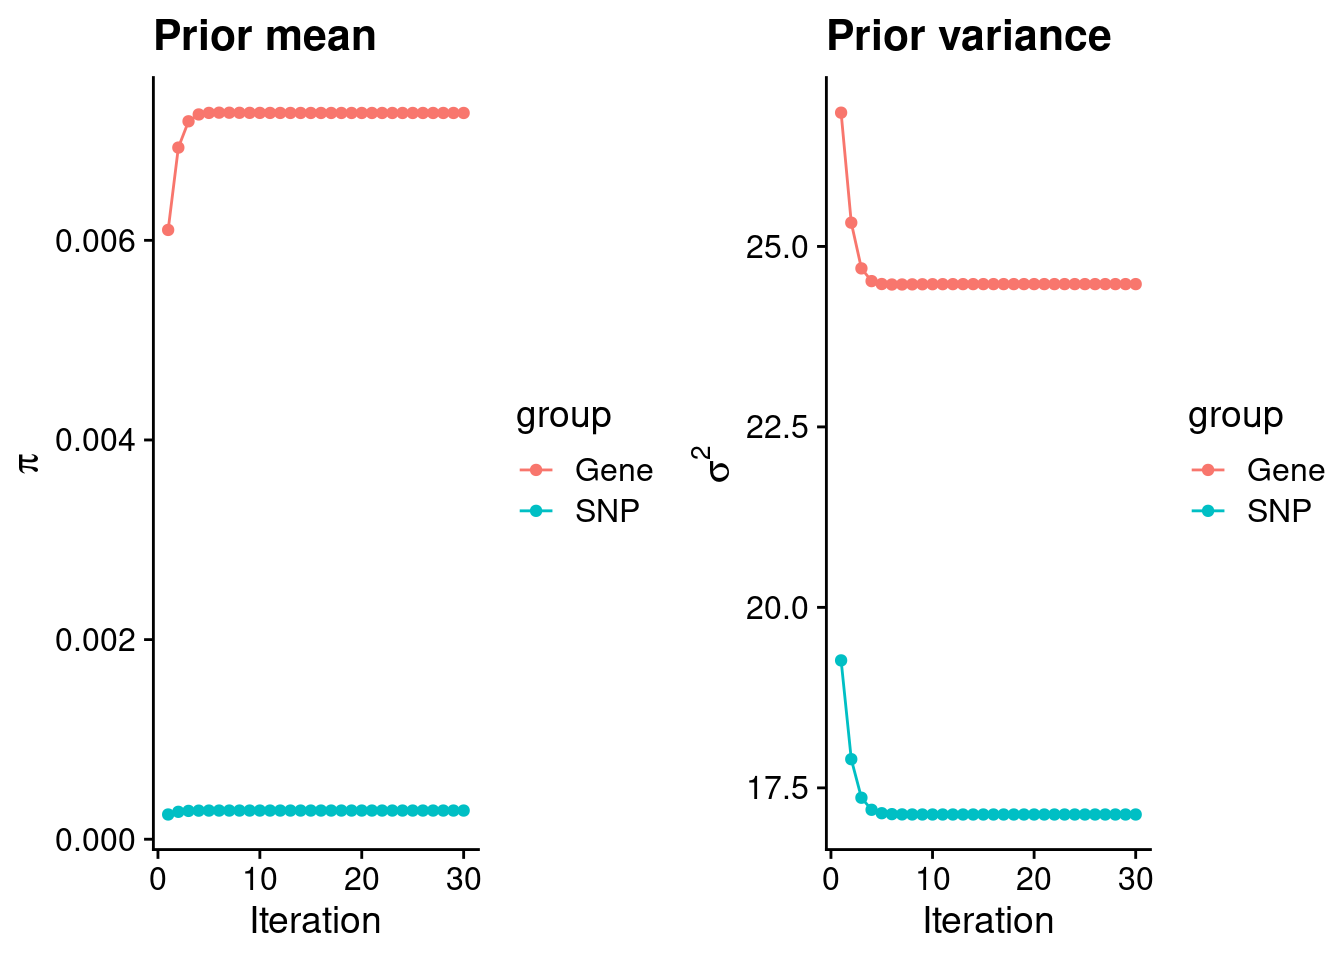 Prior mean
0.006
0.004
0.002
0.000
π
0 10 20 30
Iteration
group
Gene
SNP
Prior variance
25.0
22.5
20.0
17.5
σ²
0 10 20 30
Iteration
group
Gene
SNP